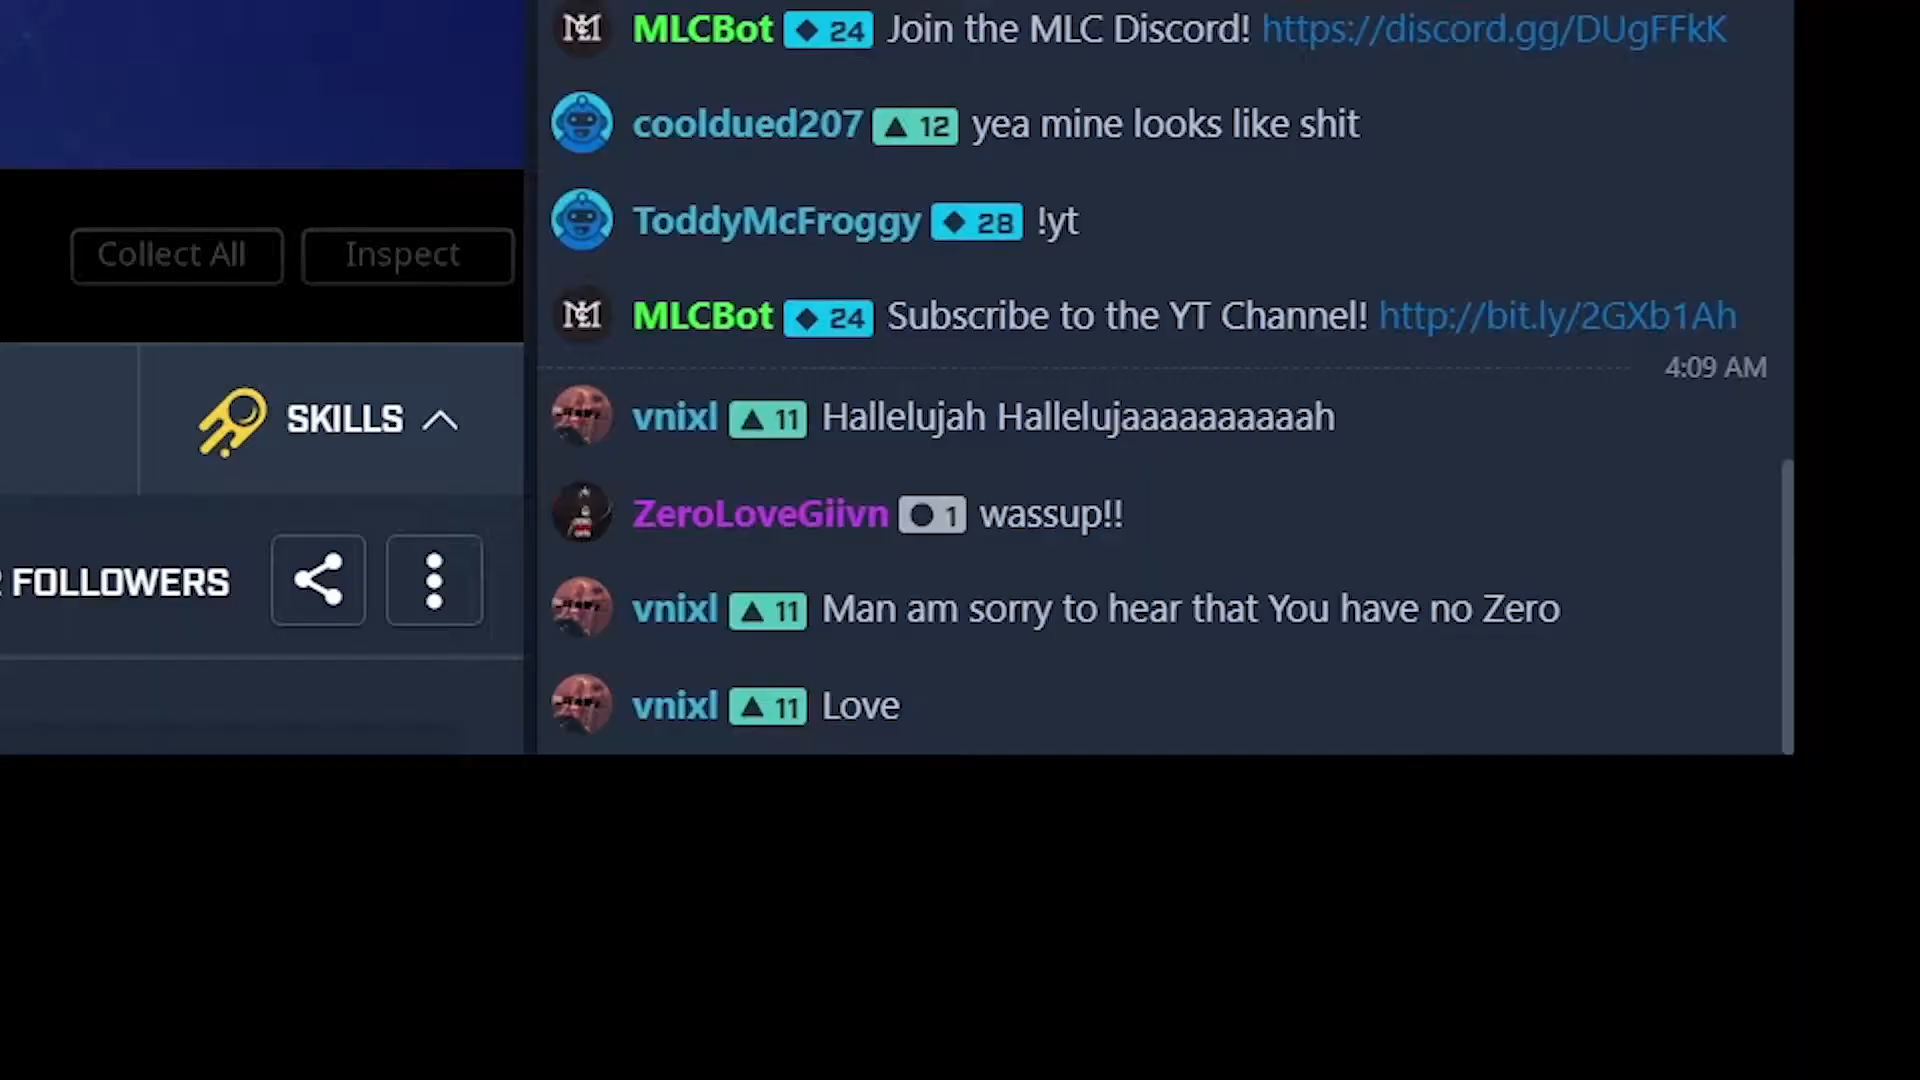 MLCBot 24 Join the MLC Discord! https://discord.gg/DUgFFkK
cooldued207 12 yea mine looks like shit
ToddyMcFroggy 28 !yt
Collect All Inspect
MLCBot 24 Subscribe to the YT Channel! http://bit.ly/2GXb1Ah
4:09 AM
SKILLS
vnixl 11 Hallelujah Hallelujaaaaaaaaaah
ZeroLoveGiivn 1 wassup!!
FOLLOWERS
vnixl 11 Man am sorry to hear that You have no Zero
vnixl 11 Love